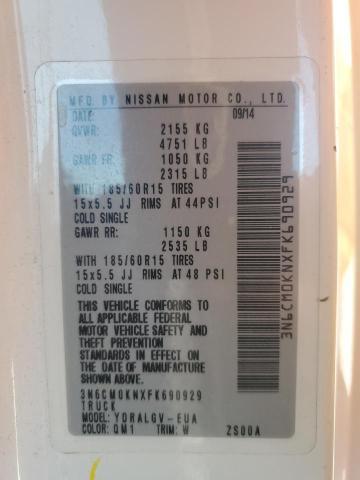 MFD. BY NISSAN MOTOR CO., LTD.
DATE: 09/14
GVWR: 2155 KG
4751 LB
GAWR FR: 1050 KG
2315 LB
WITH 185/60R15 TIRES
15x5.5 JJ RIMS AT 44PSI
COLD SINGLE
GAWR RR: 1150 KG
2535 LB
WITH 185/60R15 TIRES
15x5.5 JJ RIMS AT 48 PSI
COLD SINGLE
THIS VEHICLE CONFORMS TO
ALL APPLICABLE FEDERAL
MOTOR VEHICLE SAFETY AND
THEFT PREVENTION
STANDARDS IN EFFECT ON THE
DATE OF MANUFACTURE
SHOWN ABOVE.
3N6CM0KNXFK690929
TRUCK
MODEL: YDRALGV-EUA
COLOR: QM1 TRIM: W ZS00A
3N6CM0KNXFK690929